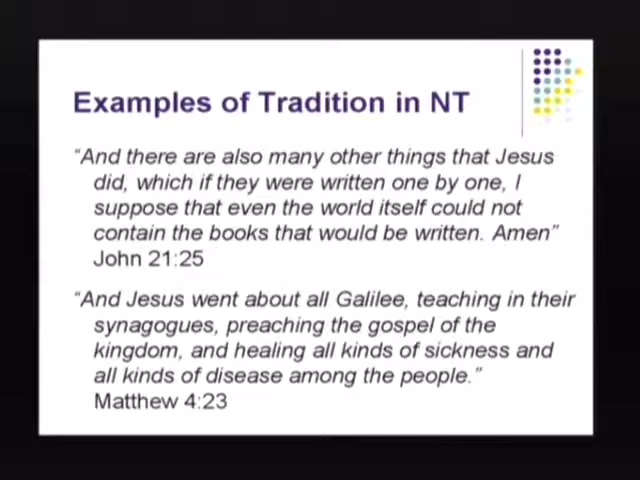 Examples of Tradition in NT
“And there are also many other things that Jesus
did, which if they were written one by one, I
suppose that even the world itself could not
contain the books that would be written. Amen”
John 21:25
“And Jesus went about all Galilee, teaching in their
synagogues, preaching the gospel of the
kingdom, and healing all kinds of sickness and
all kinds of disease among the people.”
Matthew 4:23